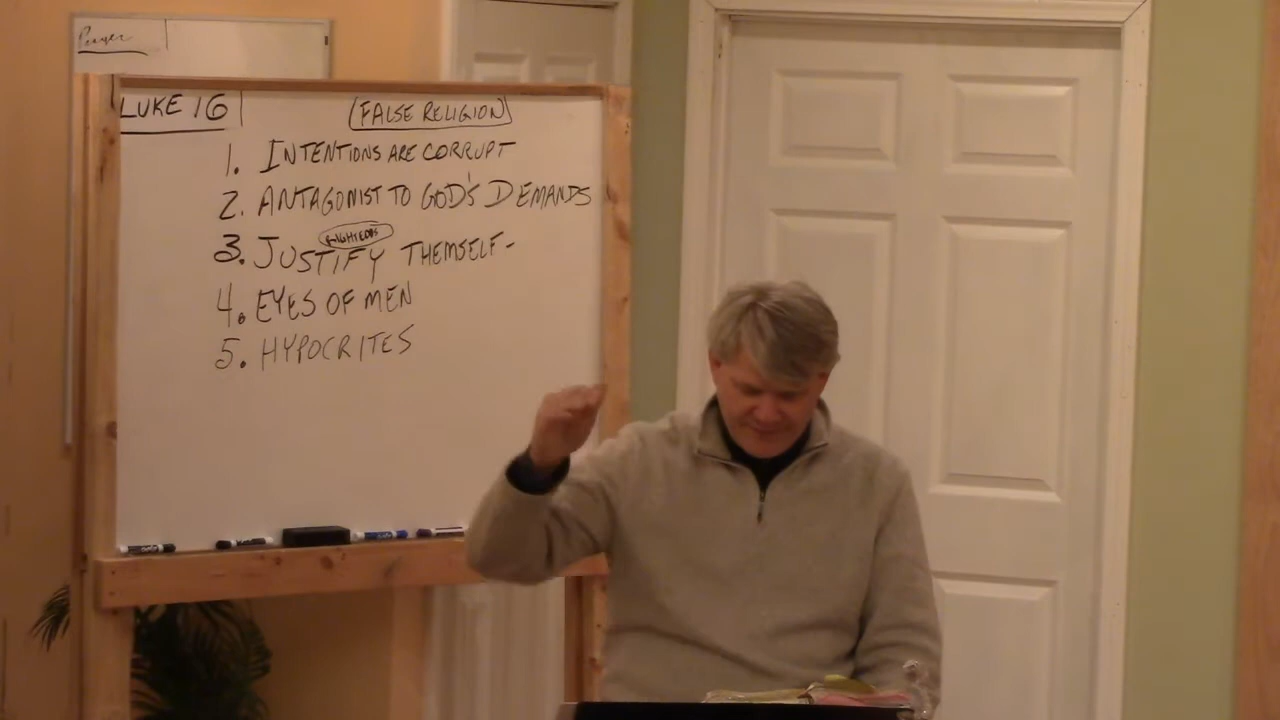 Prayer
LUKE 16
(FALSE RELIGION)
1. INTENTIONS ARE CORRUPT
2. ANTAGONIST TO GOD'S DEMANDS
RIGHTEOUS
3. JUSTIFY THEMSELF-
4. EYES OF MEN
5. HYPOCRITES